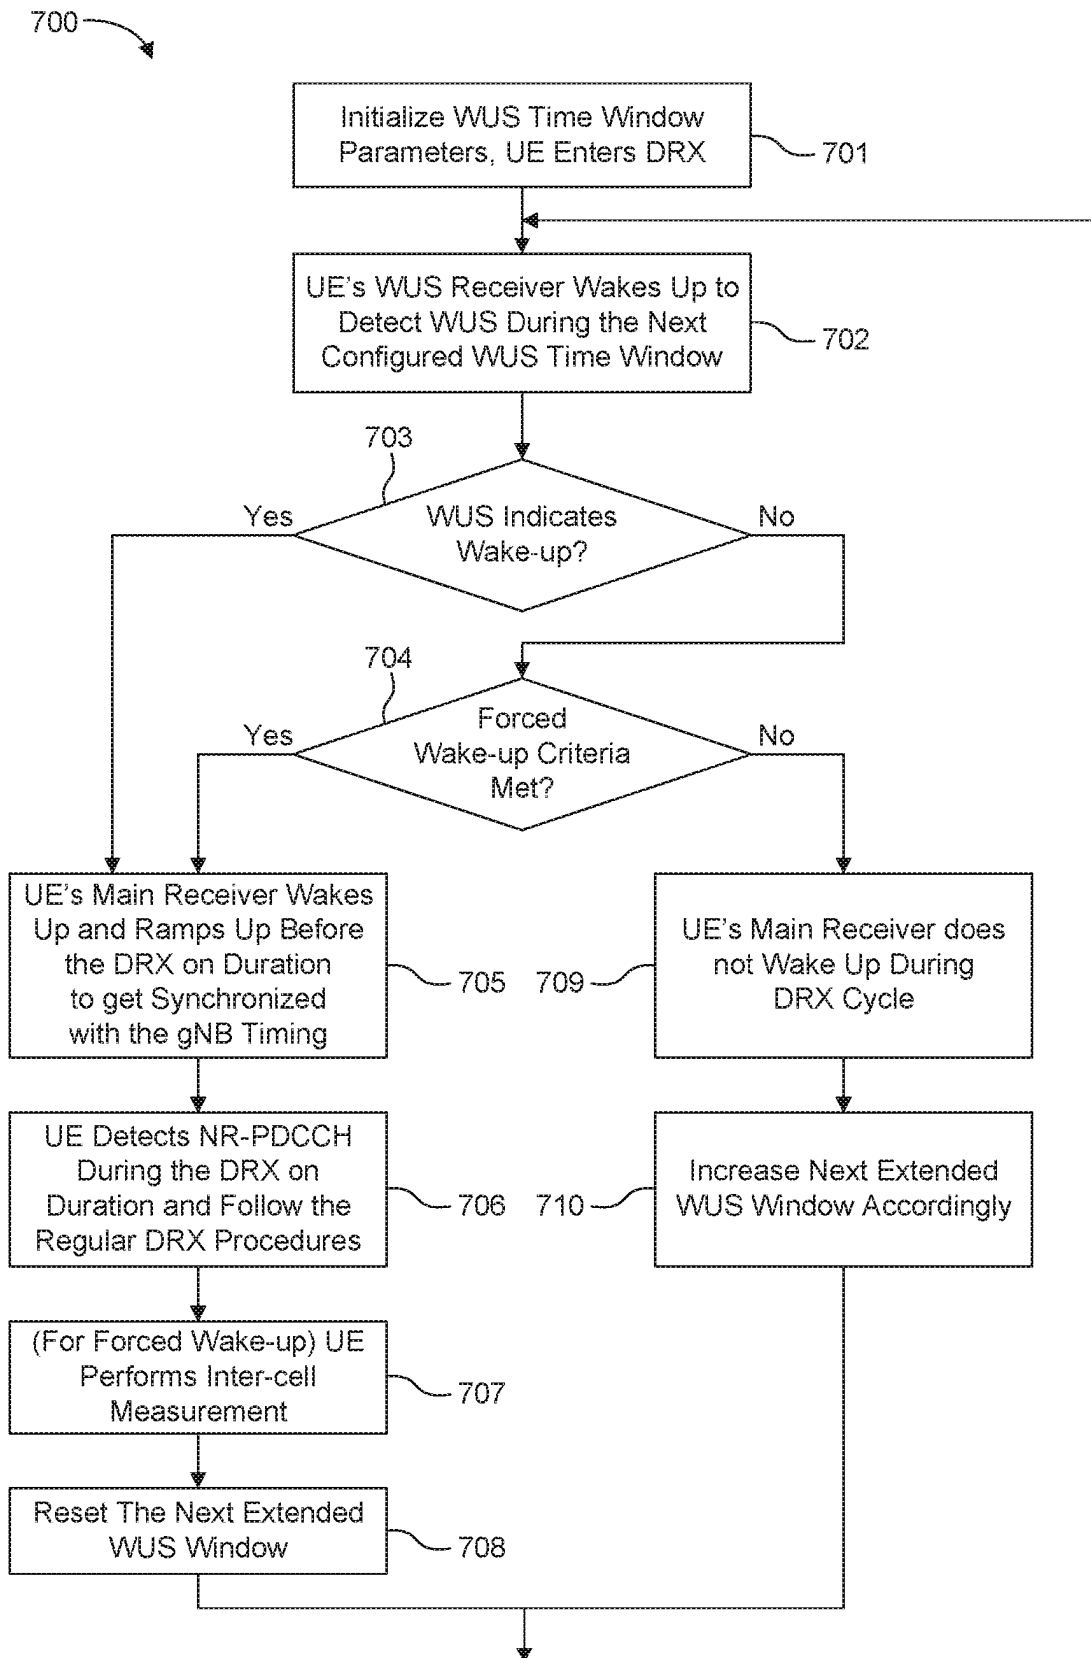 700
Initialize WUS Time Window
Parameters, UE Enters DRX
701
UE's WUS Receiver Wakes Up to
Detect WUS During the Next
Configured WUS Time Window
702
703
Yes
WUS Indicates
Wake-up?
No
704
Yes
Forced
Wake-up Criteria
Met?
No
UE's Main Receiver Wakes
Up and Ramps Up Before
the DRX on Duration
to get Synchronized
with the gNB Timing
705
709
UE's Main Receiver does
not Wake Up During
DRX Cycle
UE Detects NR-PDCCH
During the DRX on
Duration and Follow the
Regular DRX Procedures
706
710
Increase Next Extended
WUS Window Accordingly
(For Forced Wake-up) UE
Performs Inter-cell
Measurement
707
Reset The Next Extended
WUS Window
708